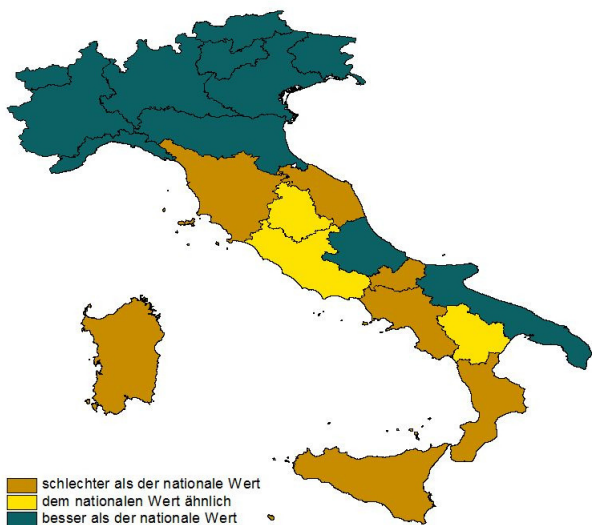 schlechter als der nationale Wert
dem nationalen Wert ähnlich
besser als der nationale Wert